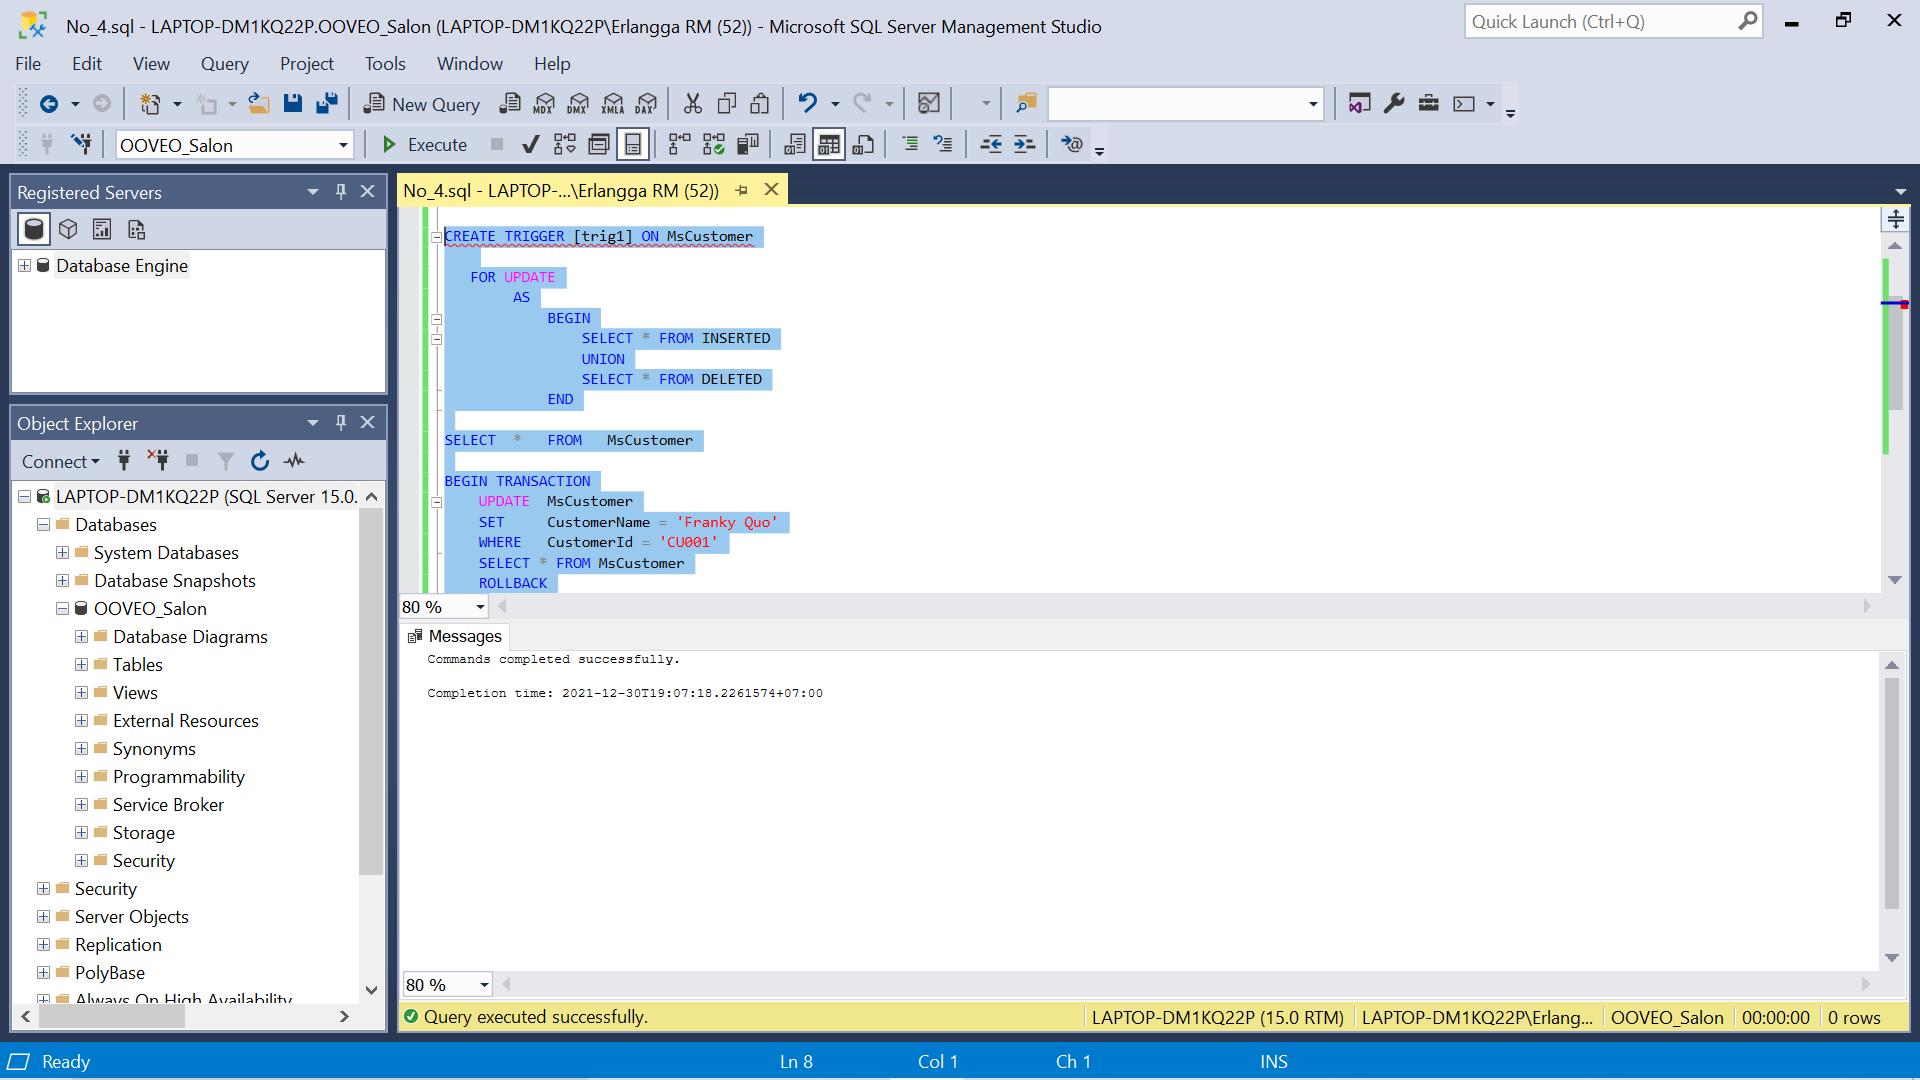 No_4.sql - LAPTOP-DM1KQ22P.OOVEO_Salon (LAPTOP-DM1KQ22P\Erlangga RM (52)) - Microsoft SQL Server Management Studio
Quick Launch (Ctrl+Q)
File Edit View Query Project Tools Window Help
New Query MDX DMX XMLA DAX
OOVEO_Salon Execute
Registered Servers
Database Engine
Object Explorer
Connect
LAPTOP-DM1KQ22P (SQL Server 15.0.
Databases
System Databases
Database Snapshots
OOVEO_Salon
Database Diagrams
Tables
Views
External Resources
Synonyms
Programmability
Service Broker
Storage
Security
Security
Server Objects
Replication
PolyBase
Always On High Availability
No_4.sql - LAPTOP-...\Erlangga RM (52))
CREATE TRIGGER [trig1] ON MsCustomer
FOR UPDATE
AS
BEGIN
SELECT * FROM INSERTED
UNION
SELECT * FROM DELETED
END
SELECT * FROM MsCustomer
BEGIN TRANSACTION
UPDATE MsCustomer
SET CustomerName = 'Franky Quo'
WHERE CustomerId = 'CU001'
SELECT * FROM MsCustomer
ROLLBACK
80 %
Messages
Commands completed successfully.
Completion time: 2021-12-30T19:07:18.2261574+07:00
80 %
Query executed successfully. LAPTOP-DM1KQ22P (15.0 RTM) LAPTOP-DM1KQ22P\Erlang... OOVEO_Salon 00:00:00 0 rows
Ready Ln 8 Col 1 Ch 1 INS